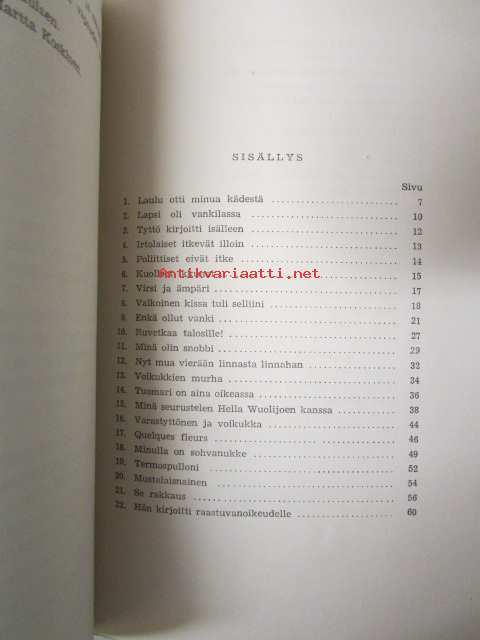 Martta Koskinen.
SISÄLLYS
Sivu
1. Laulu otti minua kädestä 7
2. Lapsi oli vankilassa 10
3. Tyttö kirjoitti isälleen 12
4. Irtolaiset itkevät illoin 13
5. Poliittiset eivät itke 14
6. 15
Antikvariaatti.net
7. Virsi ja ämpäri 17
8. Valkoinen kissa tuli selliini 18
9. Enkä ollut vanki 21
10. Ruvetkaa talosille! 27
11. Minä olin snobbi 29
12. Nyt mua vierään linnasta linnahan 32
13. Voikukkien murha 34
14. Tuomari on aina oikeassa 36
15. Minä seurustelen Hella Wuolijoen kanssa 38
16. Varastyttönen ja voikukka 44
17. Quelques fleurs 46
18. Minulla on sohvanukke 49
19. Termospulloni 52
20. Mustalaisnainen 54
21. Se rakkaus 56
22. Hän kirjoitti raastuvanoikeudelle 60